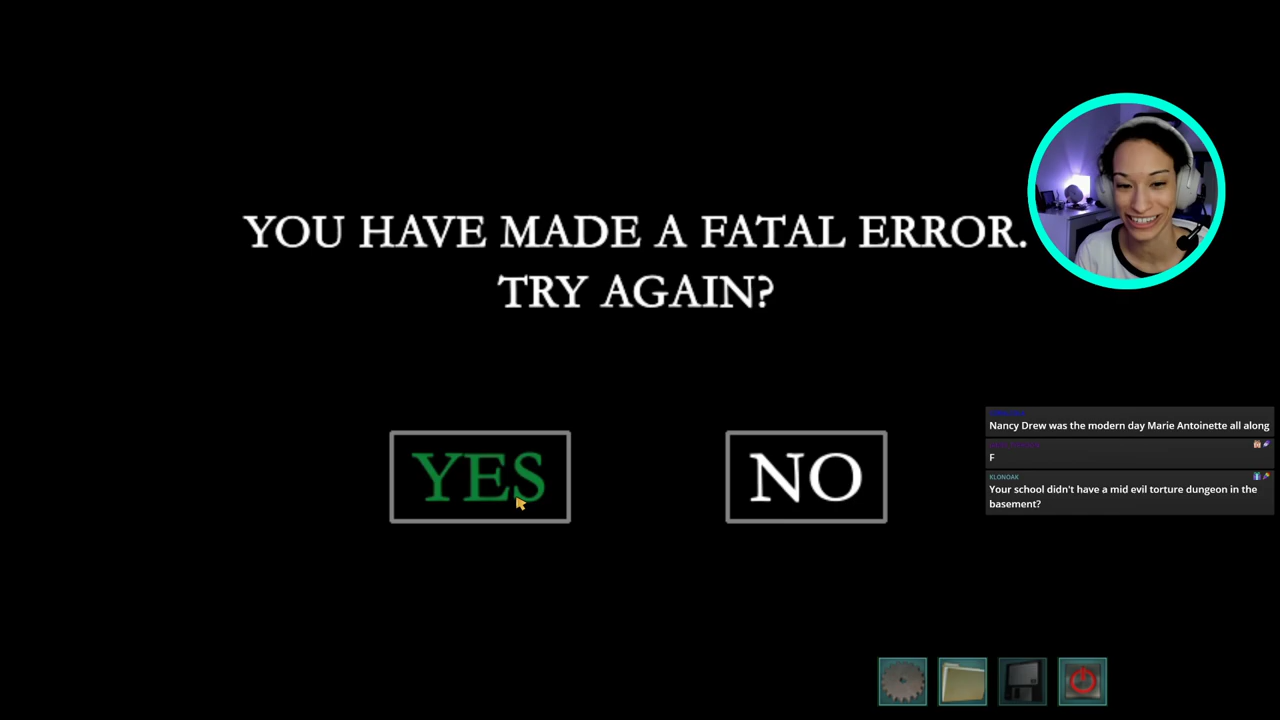 YOU HAVE MADE A FATAL ERROR.
TRY AGAIN?
YES
NO
Nancy Drew was the modern day Marie Antoinette all along
F
KLONOAK
Your school didn't have a mid evil torture dungeon in the
basement?